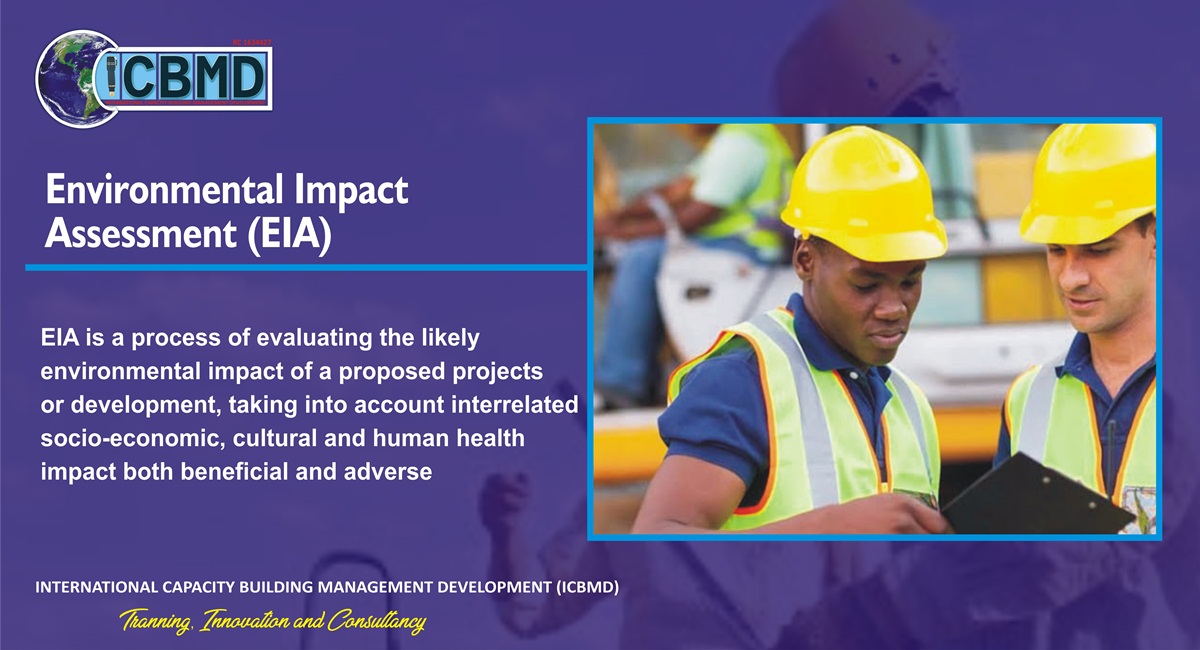 ICBMD
Environmental Impact
Assessment (EIA)
EIA is a process of evaluating the likely
environmental impact of a proposed projects
or development, taking into account interrelated
socio-economic, cultural and human health
impact both beneficial and adverse
INTERNATIONAL CAPACITY BUILDING MANAGEMENT DEVELOPMENT (ICBMD)
Tranning, Innovation and Consultancy